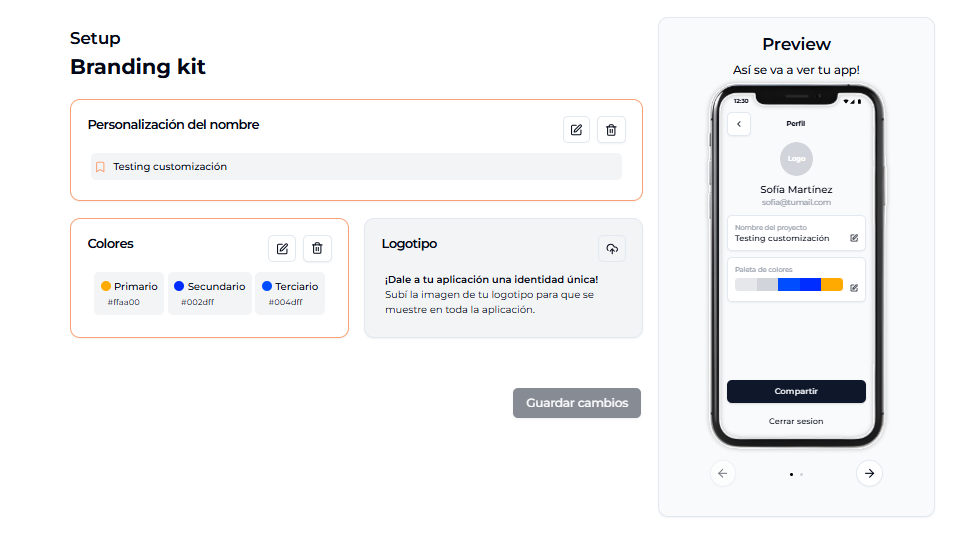 Setup
Branding kit
Personalización del nombre
Testing customización
Colores
Primario
#ffaa00
Secundario
#002dff
Terciario
#004dff
Logotipo
¡Dale a tu aplicación una identidad única!
Subí la imagen de tu logotipo para que se
muestre en toda la aplicación.
Guardar cambios
Preview
Así se va a ver tu app!
12:30
Perfil
Logo
Sofía Martínez
sofia@tumail.com
Nombre del proyecto
Testing customización
Paleta de colores
Compartir
Cerrar sesion